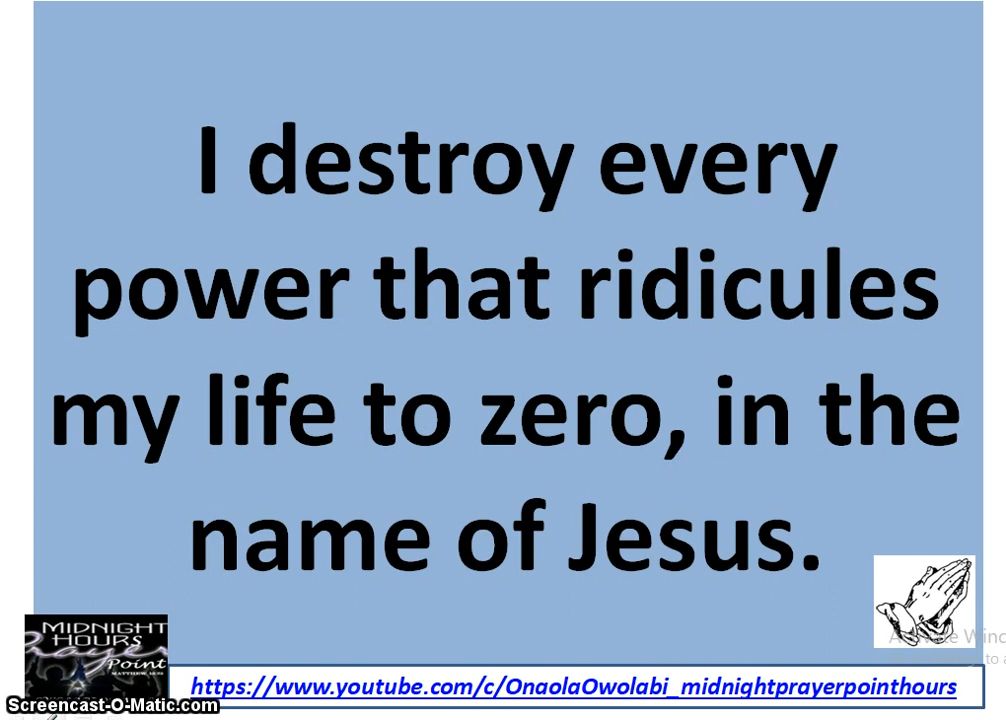 I destroy every
power that ridicules
my life to zero, in the
name of Jesus.
MIDNIGHT
HOURS
Prayer
Point
https://www.youtube.com/c/OnaolaOwolabi_midnightprayerpointhours
Screencast-O-Matic.com